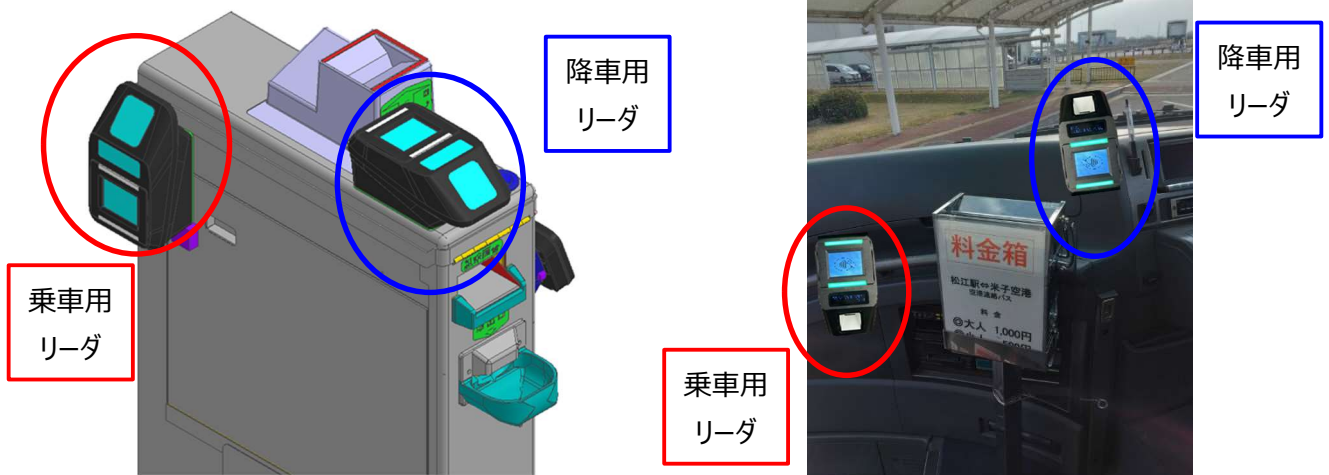 降車用
リーダ
乗車用
リーダ
降車用
リーダ
乗車用
リーダ
料金箱
松江駅⇔米子空港
空港連絡バス
料 金
◎大人 1,000円